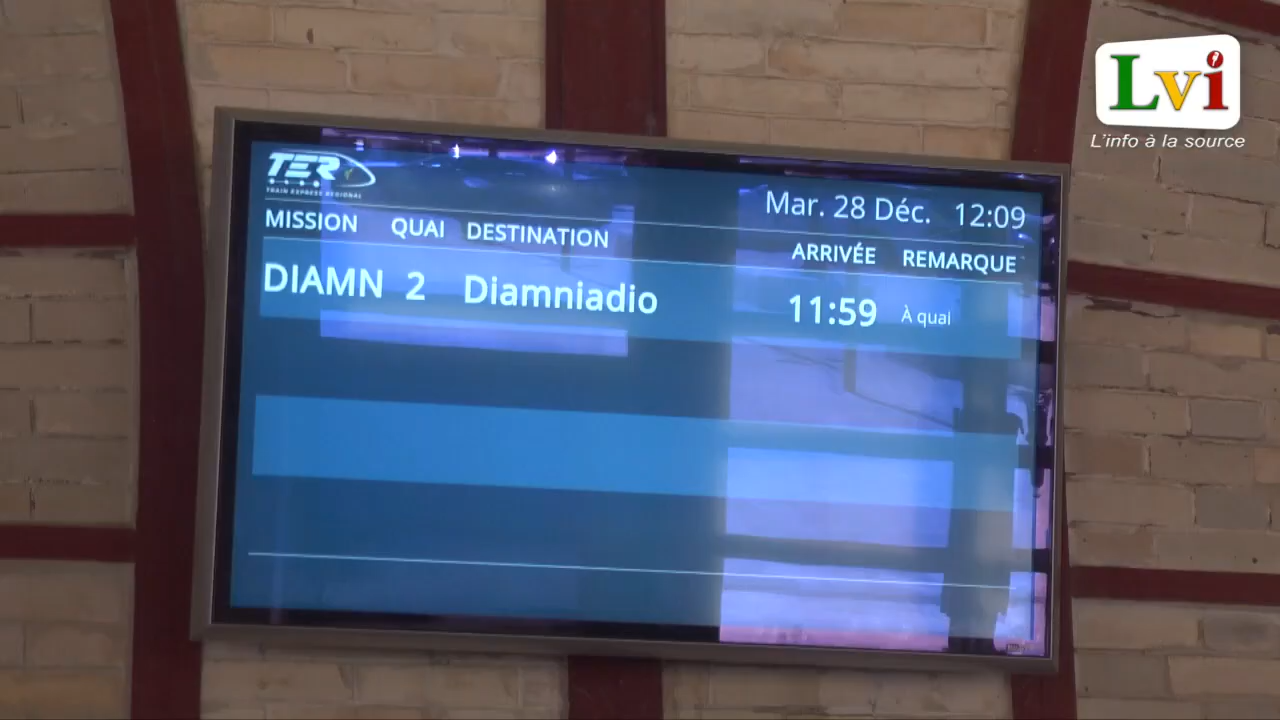 Lvi
L'info à la source
TER
TRAIN EXPRESS REGIONAL
Mar. 28 Déc. 12:09
MISSION QUAI DESTINATION ARRIVÉE REMARQUE
DIAMN 2 Diamniadio 11:59 À quai